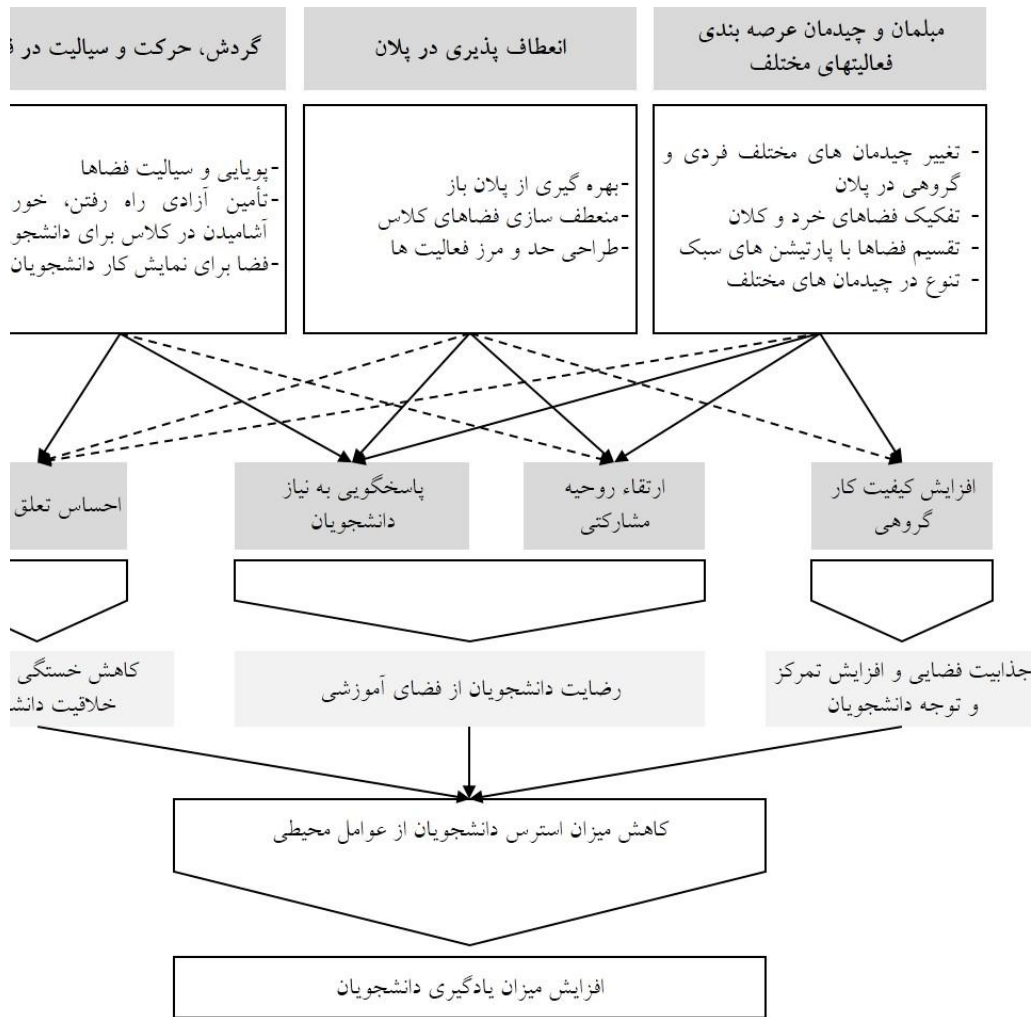 مبلمان و چیدمان عرصه بندی
فعالیتهای مختلف
انعطاف پذیری در پلان
گردش، حرکت و سیالیت در
- تغییر چیدمان های مختلف فردی و
گروهی در پلان
- تفکیک فضاهای خرد و کلان
- تقسیم فضاها با پارتیشن های سبک
- تنوع در چیدمان های مختلف
-بهره گیری از پلان باز
-منعطف سازی فضاهای کلاس
-طراحی حد و مرز فعالیت ها
-پویایی و سیالیت فضاها
-تأمین آزادی راه رفتن،
آشامیدن در کلاس برای
-فضا برای نمایش کار دانشجویان
افزایش کیفیت کار
گروهی
ارتقاء روحیه
مشارکتی
پاسخگویی به نیاز
دانشجویان
احساس تعلق
جذابیت فضایی و افزایش تمرکز
و توجه دانشجویان
رضایت دانشجویان از فضای آموزشی
کاهش خستگی
خلاقیت
کاهش میزان استرس دانشجویان از عوامل محیطی
افزایش میزان یادگیری دانشجویان